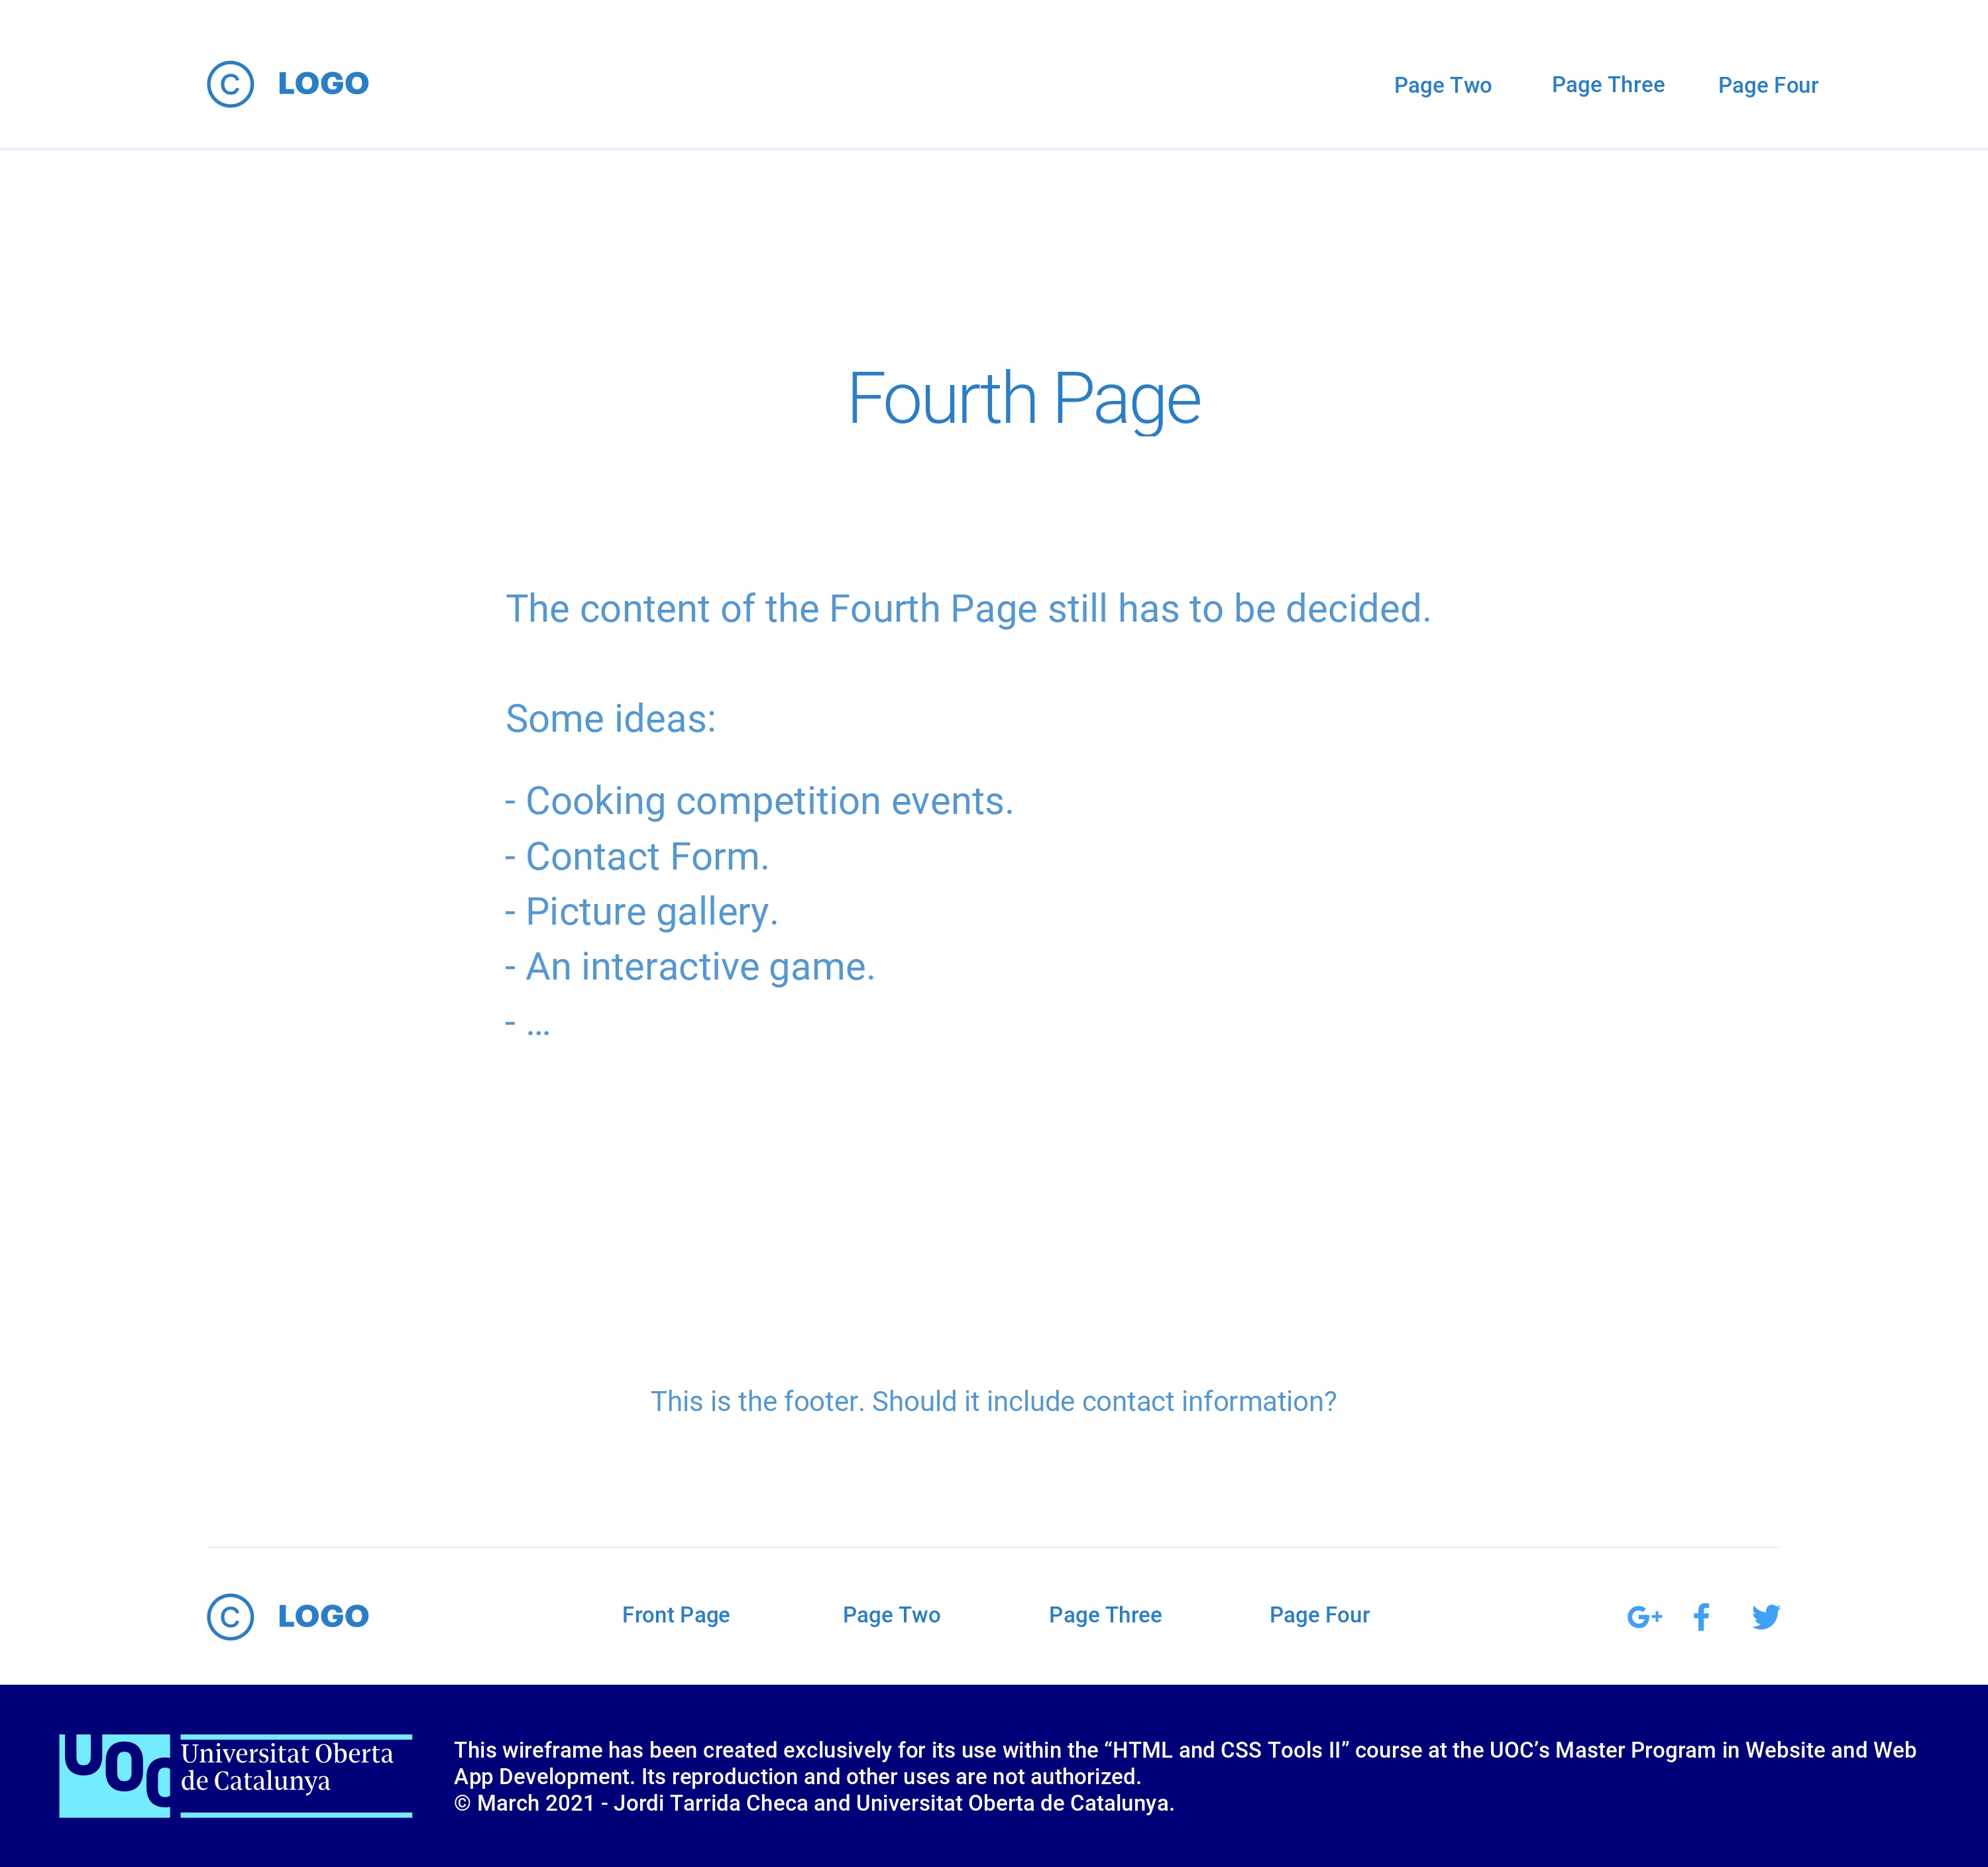 © LOGO
Page Two Page Three Page Four
Fourth Page
The content of the Fourth Page still has to be decided.
Some ideas:
- Cooking competition events.
- Contact Form.
- Picture gallery.
- An interactive game.
- ...
This is the footer. Should it include contact information?
© LOGO
Front Page Page Two Page Three Page Four
G+ f
UOC
Universitat Oberta
de Catalunya
This wireframe has been created exclusively for its use within the “HTML and CSS Tools II” course at the UOC’s Master Program in Website and Web
App Development. Its reproduction and other uses are not authorized.
© March 2021 - Jordi Tarrida Checa and Universitat Oberta de Catalunya.